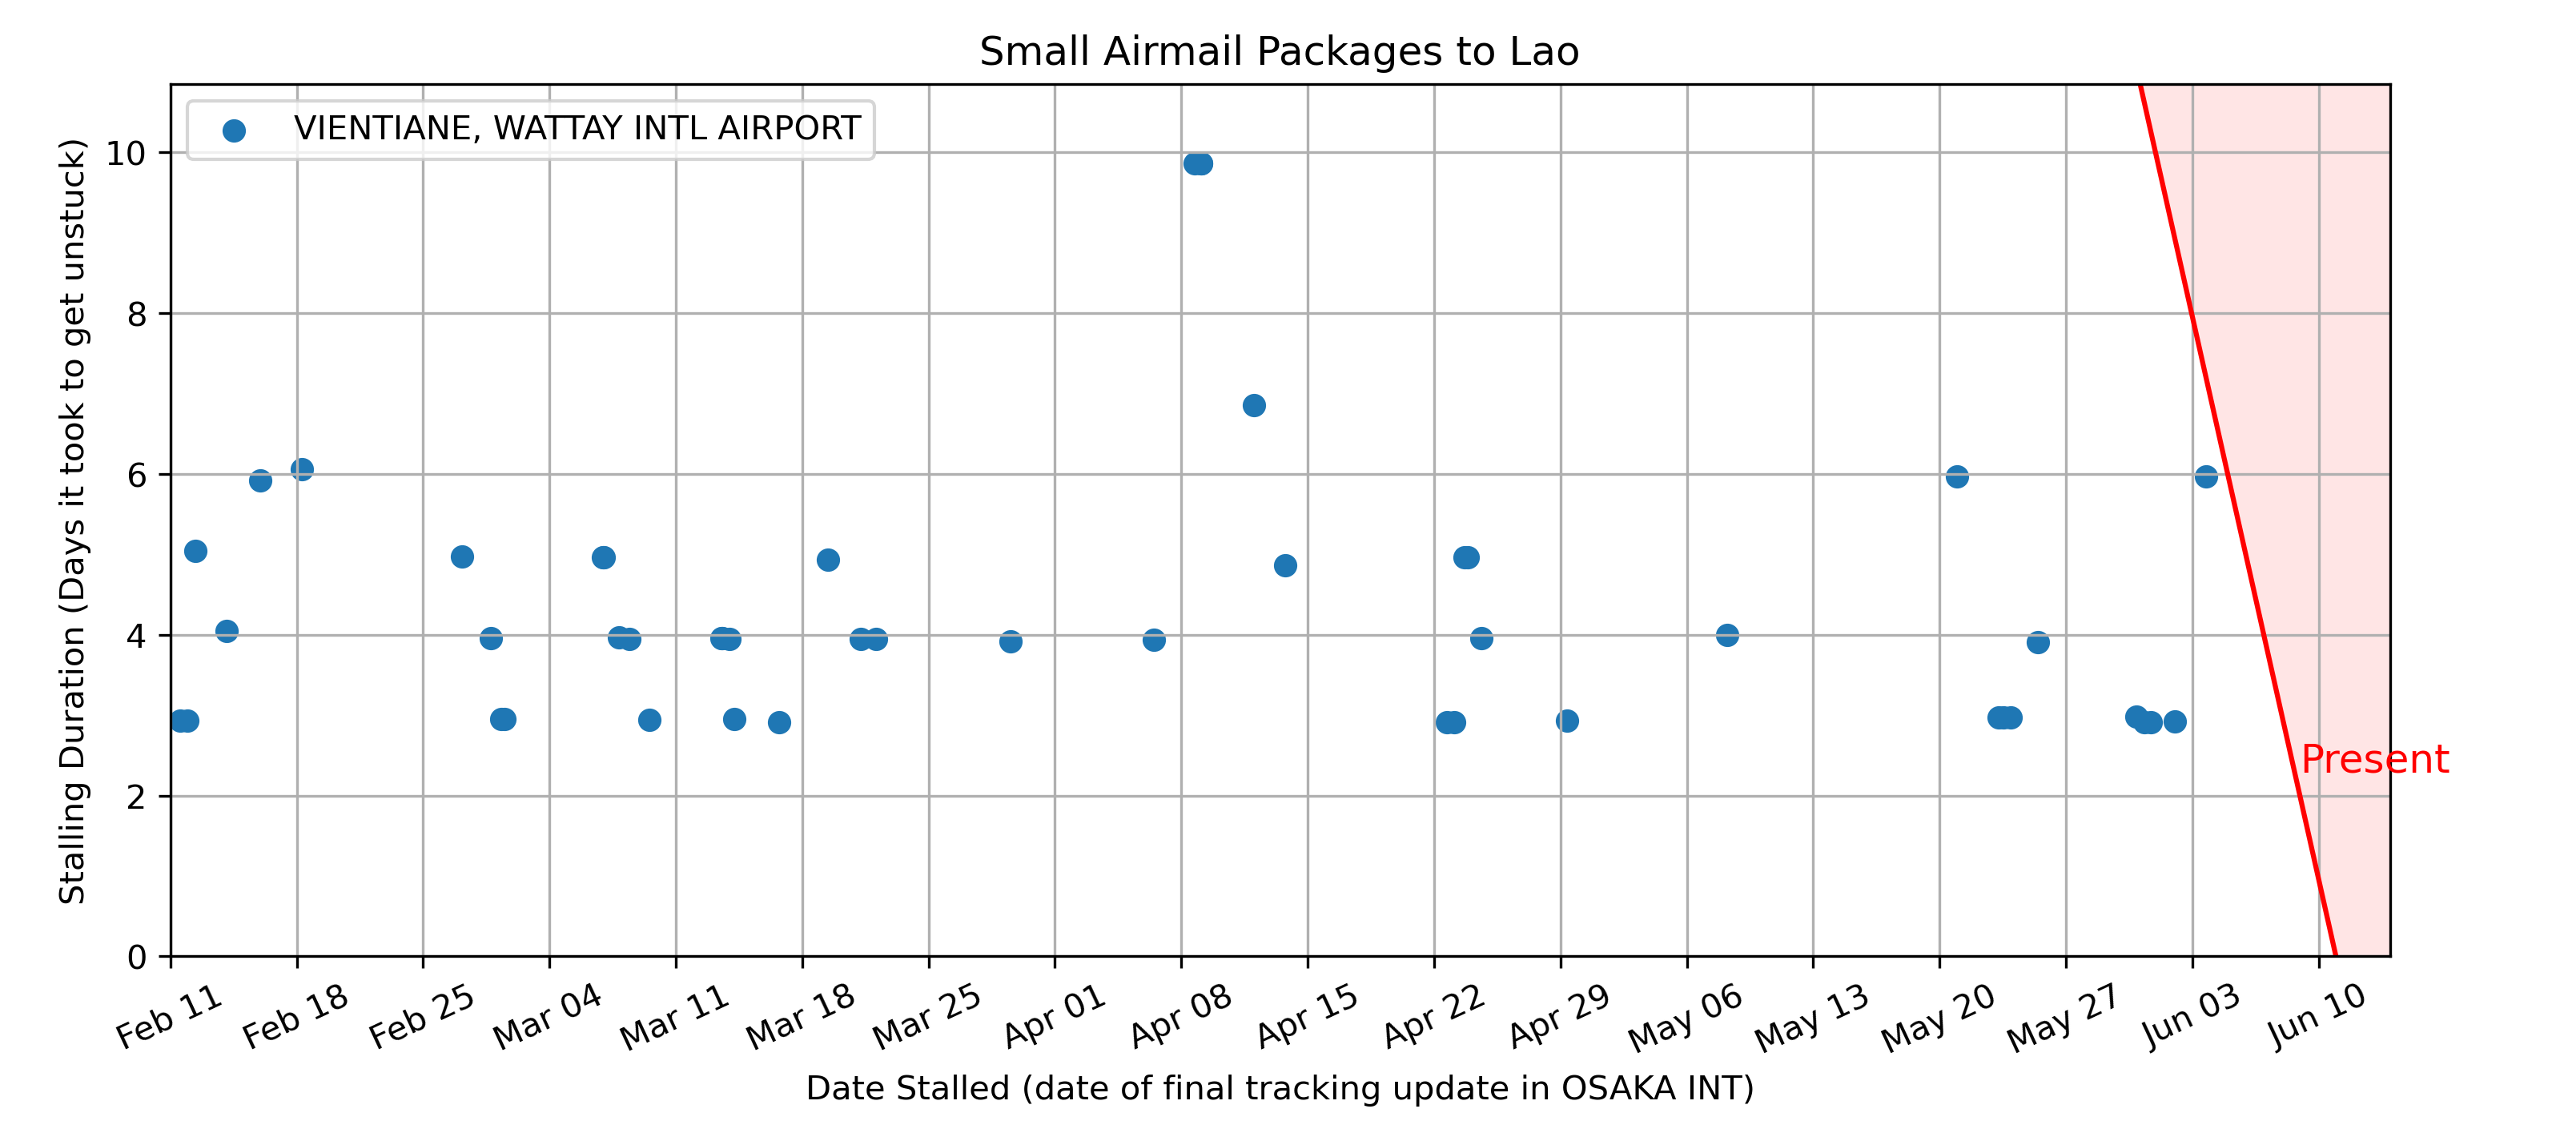 Small Airmail Packages to Lao
VIENTIANE, WATTAY INTL AIRPORT
Stalling Duration (Days it took to get unstuck)
10
8
6
4
2
0
Present
Feb 11
Feb 18
Feb 25
Mar 04
Mar 11
Mar 18
Mar 25
Apr 01
Apr 08
Apr 15
Apr 22
Apr 29
May 06
May 13
May 20
May 27
Jun 03
Jun 10
Date Stalled (date of final tracking update in OSAKA INT)